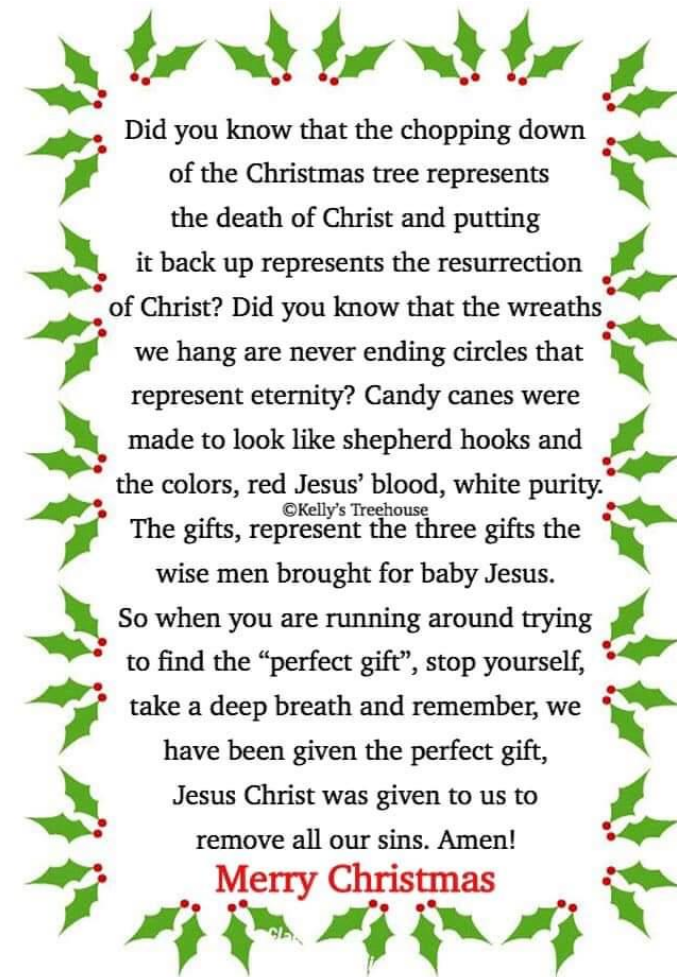 Did you know that the chopping down
of the Christmas tree represents
the death of Christ and putting
it back up represents the resurrection
of Christ? Did you know that the wreaths
we hang are never ending circles that
represent eternity? Candy canes were
made to look like shepherd hooks and
the colors, red Jesus’ blood, white purity.
©Kelly’s Treehouse
The gifts, represent the three gifts the
wise men brought for baby Jesus.
So when you are running around trying
to find the “perfect gift”, stop yourself,
take a deep breath and remember, we
have been given the perfect gift,
Jesus Christ was given to us to
remove all our sins. Amen!
Merry Christmas